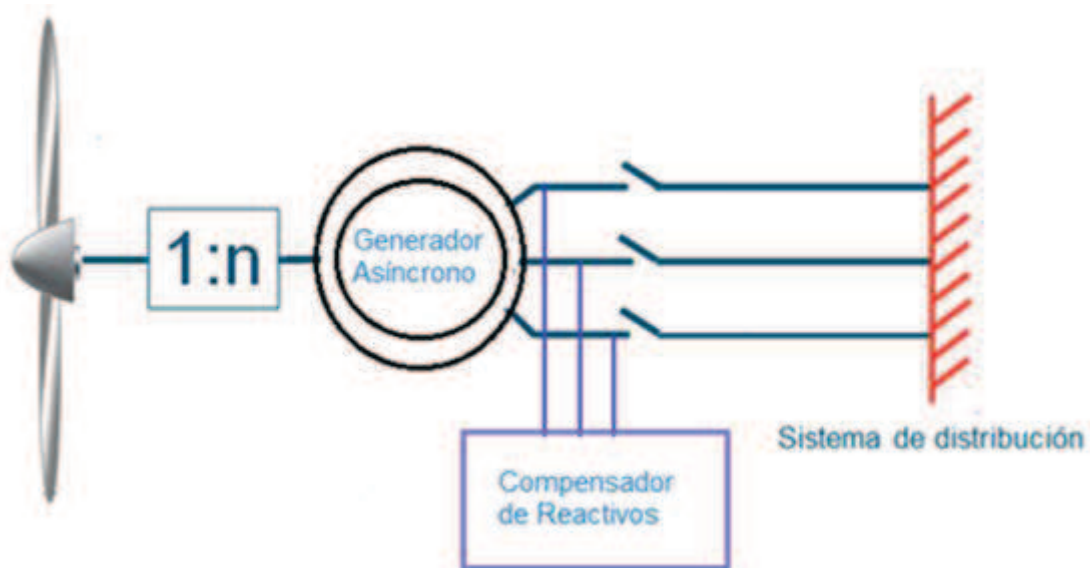 1:n
Generador
Asíncrono
Compensador
de Reactivos
Sistema de distribución